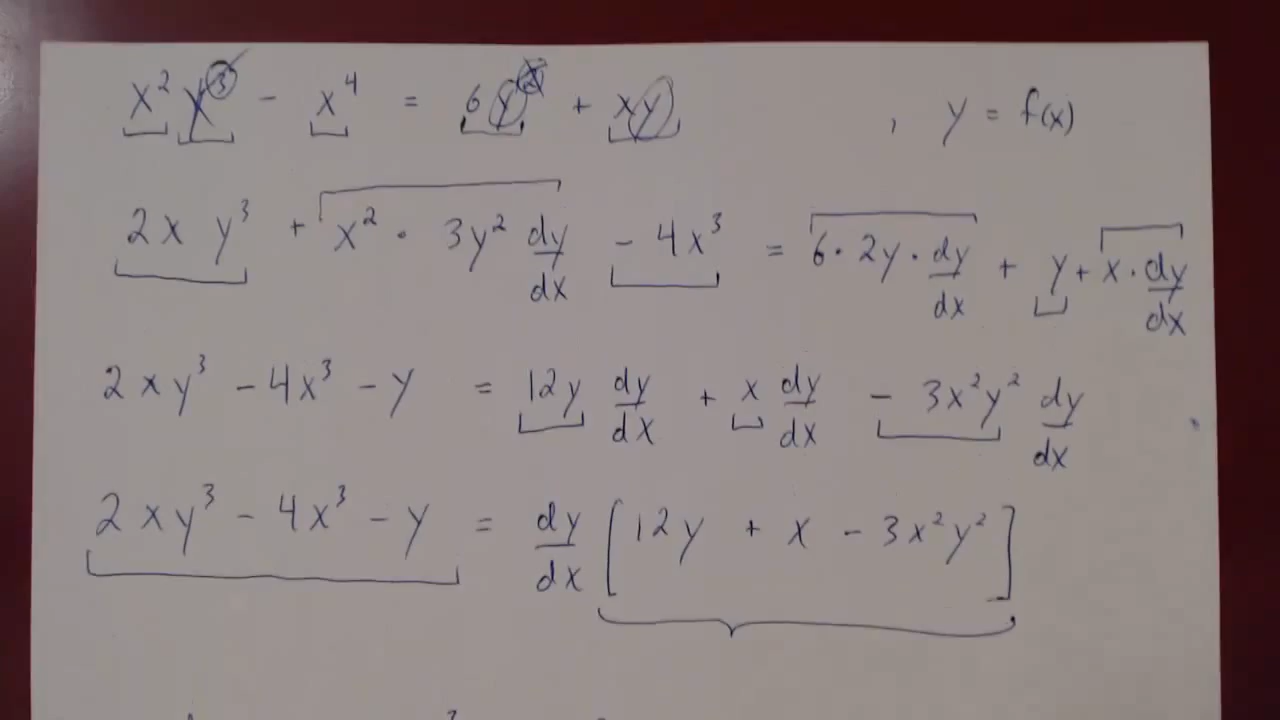 x² y³ - x⁴ = 6y² + xy , y = f(x)
2x y³ + x² · 3y² dy/dx - 4x³ = 6 · 2y · dy/dx + y + x · dy/dx
2xy³ - 4x³ - y = 12y dy/dx + x dy/dx - 3x²y² dy/dx
2xy³ - 4x³ - y = dy/dx [12y + x - 3x²y²]